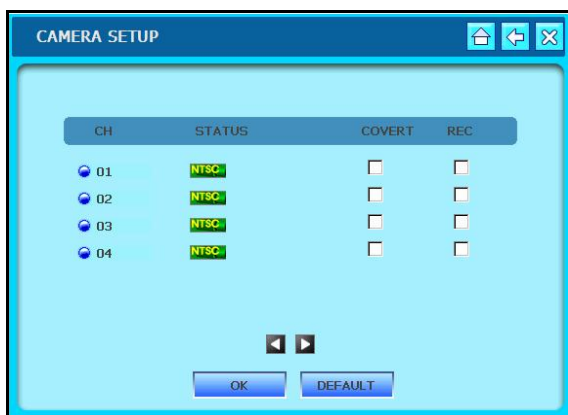 CAMERA SETUP
CH STATUS COVERT REC
01 NTSC
02 NTSC
03 NTSC
04 NTSC
OK DEFAULT